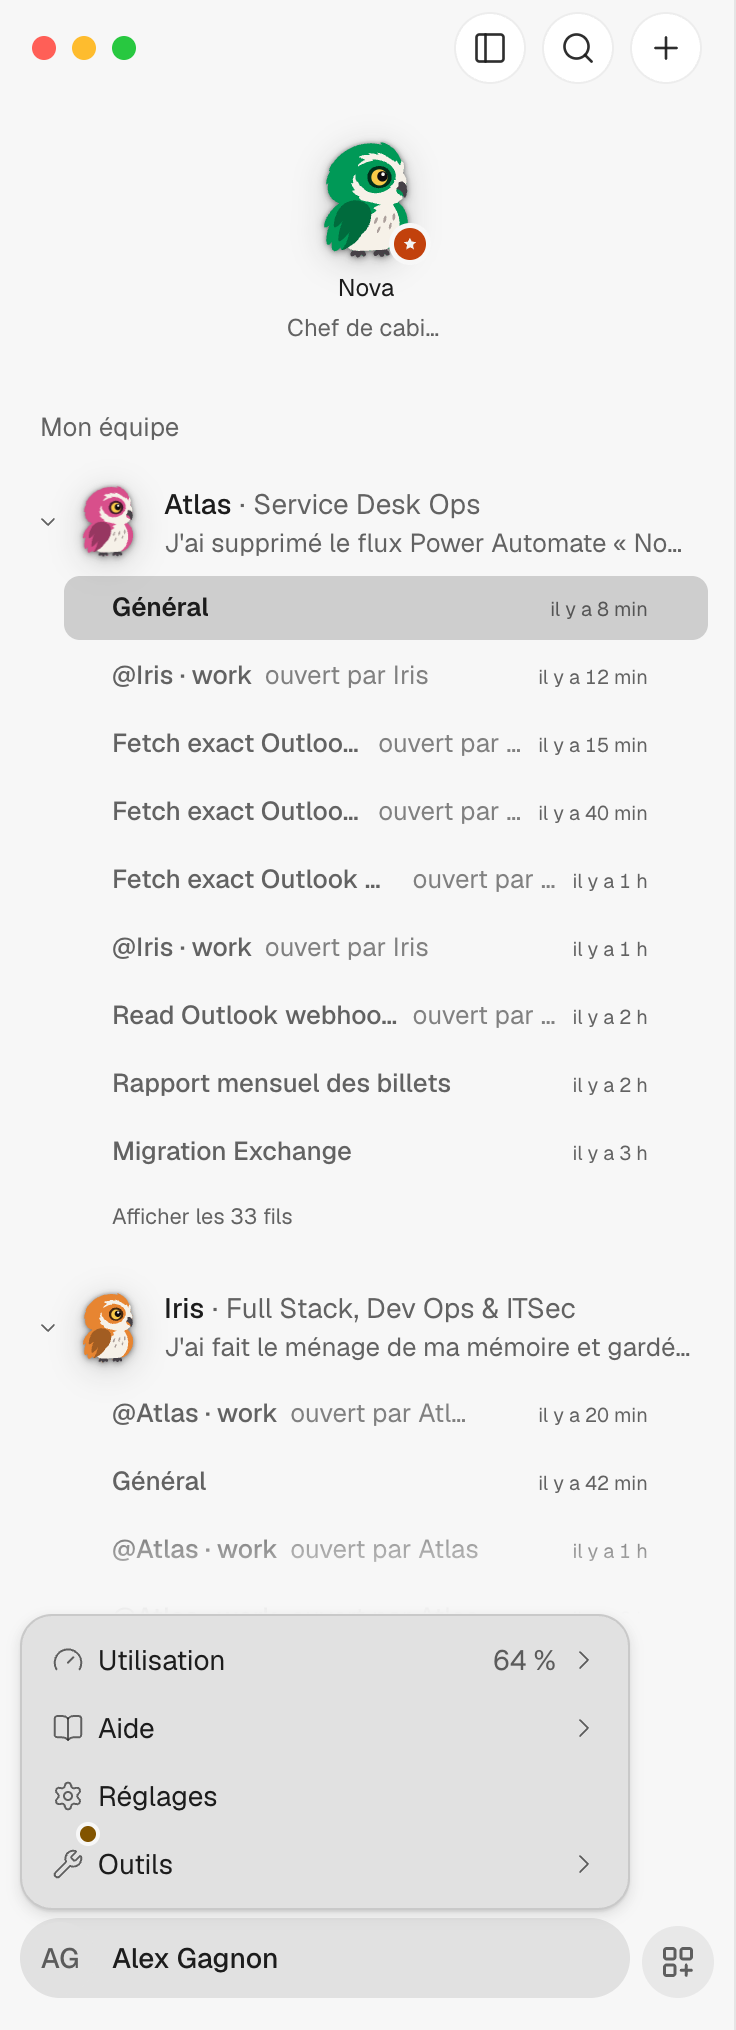 Nova
Chef de cabi...
Mon équipe
Atlas · Service Desk Ops
J'ai supprimé le flux Power Automate « No...
Général il y a 8 min
@Iris · work ouvert par Iris il y a 12 min
Fetch exact Outloo... ouvert par ... il y a 15 min
Fetch exact Outloo... ouvert par ... il y a 40 min
Fetch exact Outlook ... ouvert par ... il y a 1 h
@Iris · work ouvert par Iris il y a 1 h
Read Outlook webhoo... ouvert par ... il y a 2 h
Rapport mensuel des billets il y a 2 h
Migration Exchange il y a 3 h
Afficher les 33 fils
Iris · Full Stack, Dev Ops & ITSec
J'ai fait le ménage de ma mémoire et gardé...
@Atlas · work ouvert par Atl... il y a 20 min
Général il y a 42 min
@Atlas · work ouvert par Atlas il y a 1 h
Utilisation 64 %
Aide
Réglages
Outils
AG Alex Gagnon